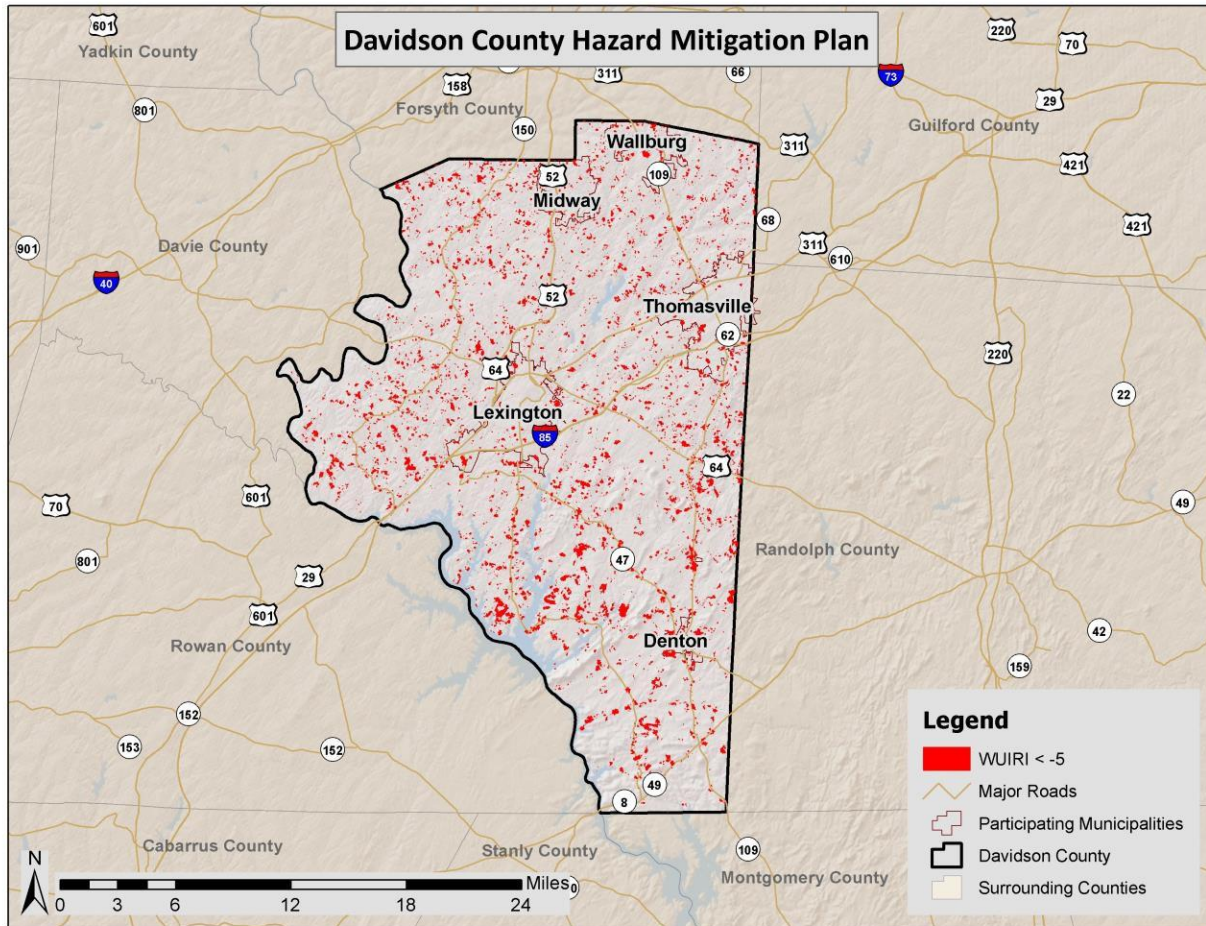 Davidson County Hazard Mitigation Plan
601
Yadkin County
311
66
220
70
73
158
29
801
Forsyth County
150
Guilford County
Wallburg
311
421
52
109
Midway
68
421
901
Davie County
311
610
40
52
Thomasville
62
220
64
22
Lexington
85
64
601
70
49
47
Randolph County
801
29
601
Rowan County
Denton
42
159
152
153
152
49
8
Cabarrus County
Stanly County
109
Montgomery County
N
Miles
0 3 6 12 18 24
Legend
WUIRI < -5
Major Roads
Participating Municipalities
Davidson County
Surrounding Counties